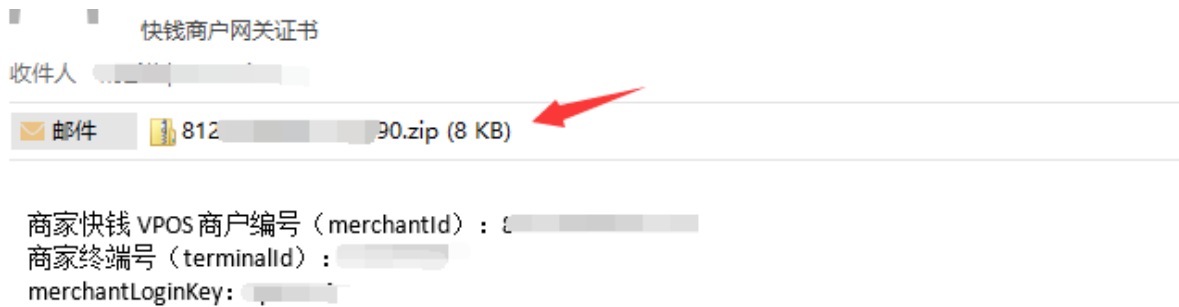 快钱商户网关证书
收件人
邮件 812 90.zip (8 KB)
商家快钱 VPOS 商户编号（merchantId）：
商家终端号（terminalId）：
merchantLoginKey: